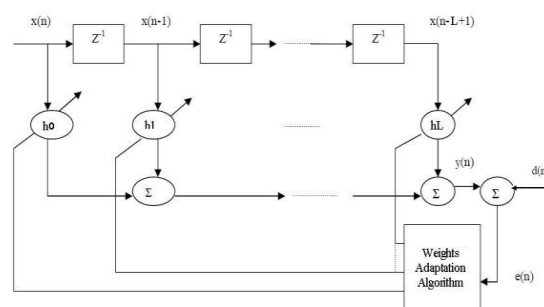 x(n)
x(n-1)
x(n-L+1)
Z-1
Z-1
Z-1
h0
h1
hL
y(n)
Σ
Σ
Σ
d(n
Weights
Adaptation
Algorithm
e(n)